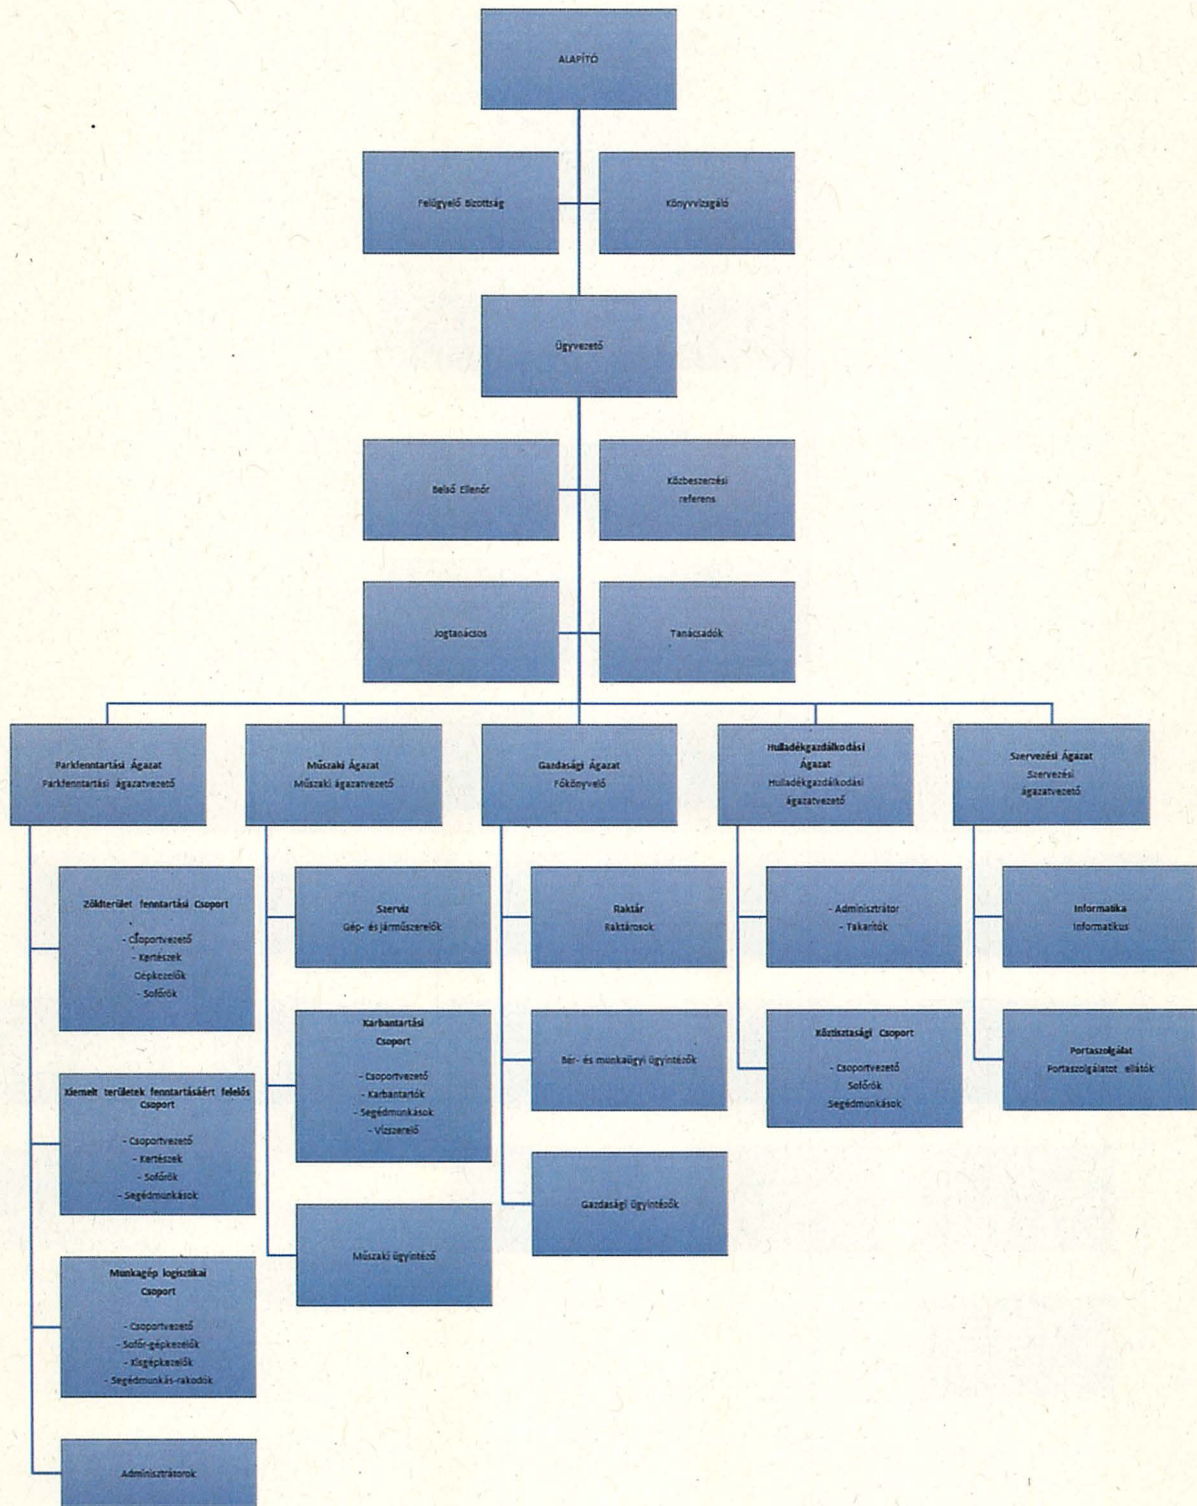 ALAPÍTÓ
Felügyelő Bizottság
Könyvvizsgáló
Ügyvezető
Belső Ellenőr
Közbeszerzési
referens
Jogtanácsos
Tanácsadók
Parkfenntartási Ágazat
Parkfenntartási ágazatvezető
Műszaki Ágazat
Műszaki ágazatvezető
Gazdasági Ágazat
Főkönyvelő
Hulladékgazdálkodási
Ágazat
Hulladékgazdálkodási
ágazatvezető
Szervezési Ágazat
Szervezési
ágazatvezető
Zöldterület fenntartási Csoport
- Csoportvezető
- Kertészek
Gépkezelők
- Sofőrök
Kiemelt területek fenntartásáért felelős
Csoport
- Csoportvezető
- Kertészek
- Sofőrök
- Segédmunkások
Munkagép logisztikai
Csoport
- Csoportvezető
- Sofőr-gépkezelők
- Kisgépkezelők
- Segédmunkás-rakodók
Adminisztrátorok
Szerviz
Gép- és járműszerelők
Karbantartási
Csoport
- Csoportvezető
- Karbantartók
- Segédmunkások
- Vízszerelő
Műszaki ügyintéző
Raktár
Raktárosok
Bér- és munkaügyi ügyintézők
Gazdasági ügyintézők
- Adminisztrátor
- Takarítók
Köztisztasági Csoport
- Csoportvezető
Sofőrök
Segédmunkások
Informatika
Informatikus
Portaszolgálat
Portaszolgálatot ellátók